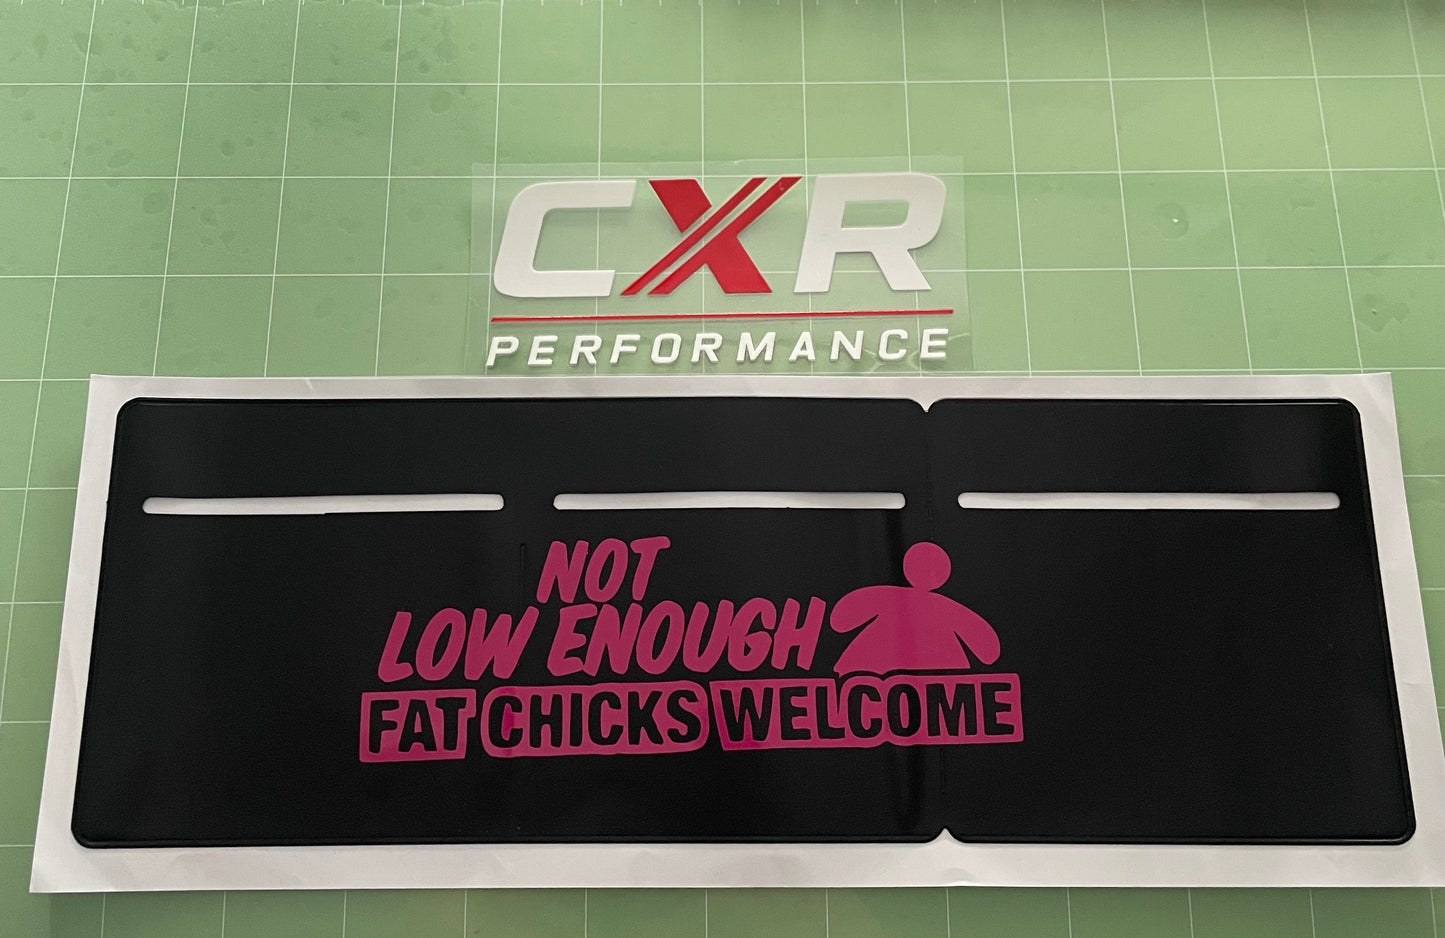 CXR
PERFORMANCE
NOT
LOW ENOUGH
FAT CHICKS WELCOME